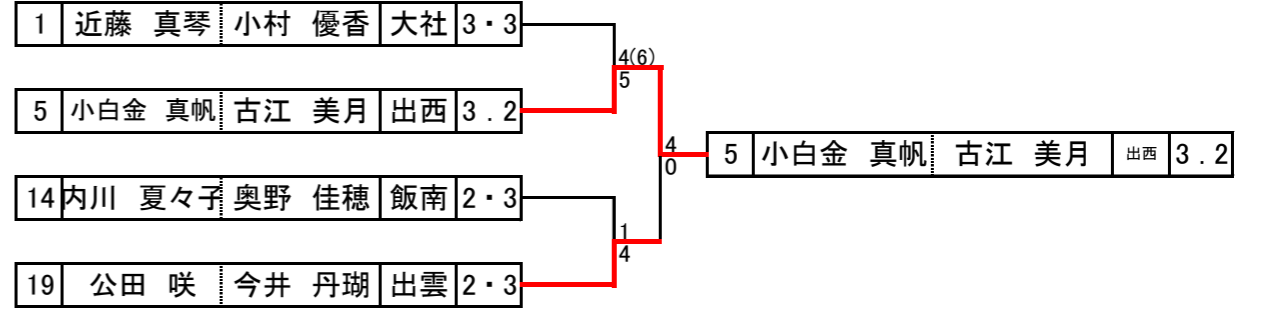 1 近藤 真琴 小村 優香 大社 3・3
4(6)
5
5 小白金 真帆 古江 美月 出西 3.2
4
0
5 小白金 真帆 古江 美月 出西 3.2
14 内川 夏々子 奥野 佳穂 飯南 2・3
1
4
19 公田 咲 今井 丹瑚 出雲 2・3